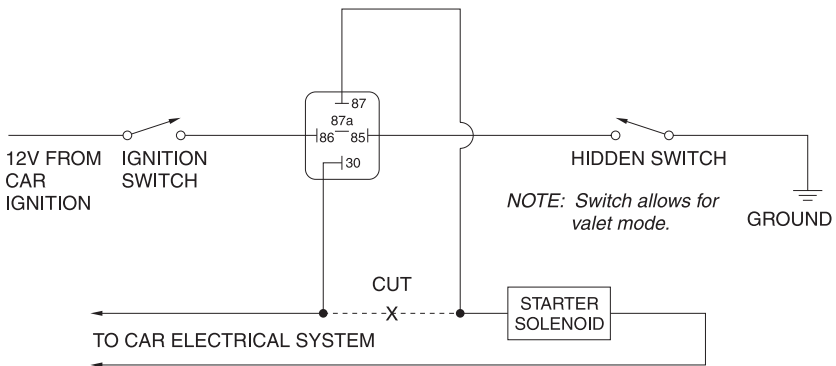 87
87a
86 85
30
12V FROM
CAR
IGNITION
IGNITION
SWITCH
HIDDEN SWITCH
NOTE: Switch allows for
valet mode.
GROUND
CUT
X
STARTER
SOLENOID
TO CAR ELECTRICAL SYSTEM